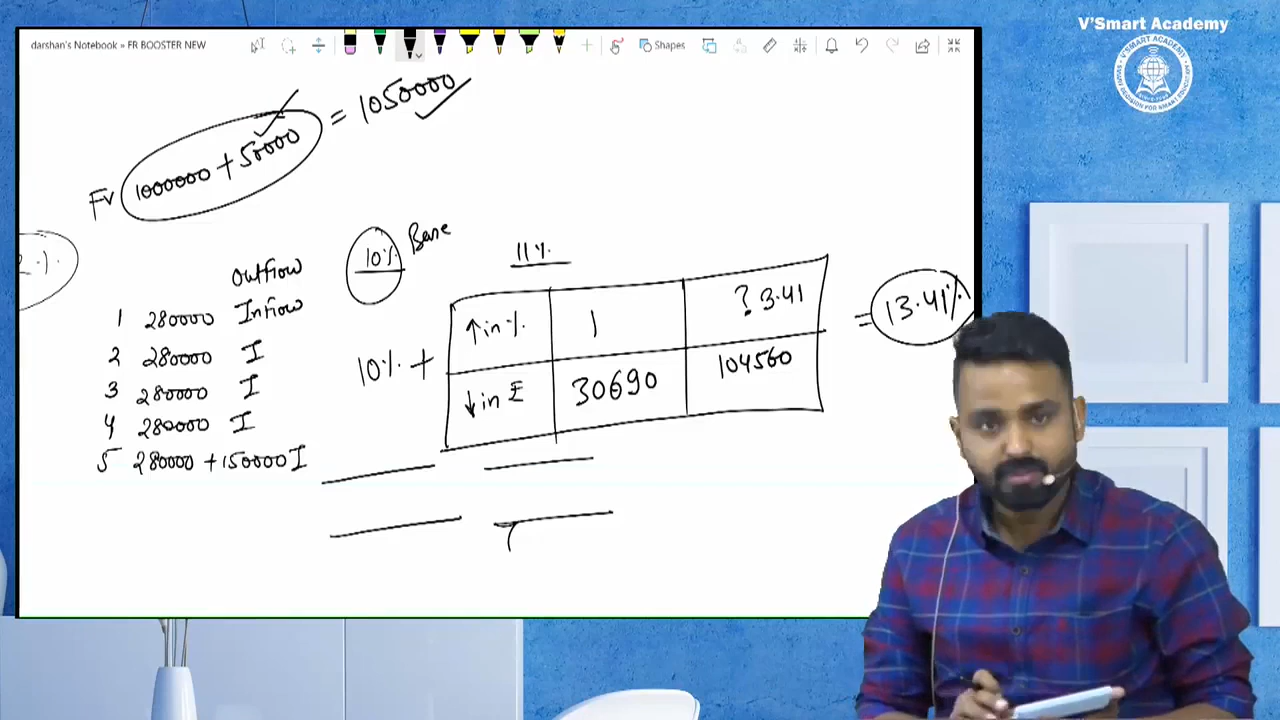 V'Smart Academy
darshan's Notebook » FR BOOSTER NEW
Shapes
V'SMART ACADEMY
Fv 1000000 + 50000 = 1050000
10% Base
11%
Outflow
1 280000 Inflow
2 280000 I
3 280000 I
4 280000 I
5 280000 + 150000 I
10% +
↑ in % 1 ? 3.41
↓ in ₹ 30690 104560
= 13.41%